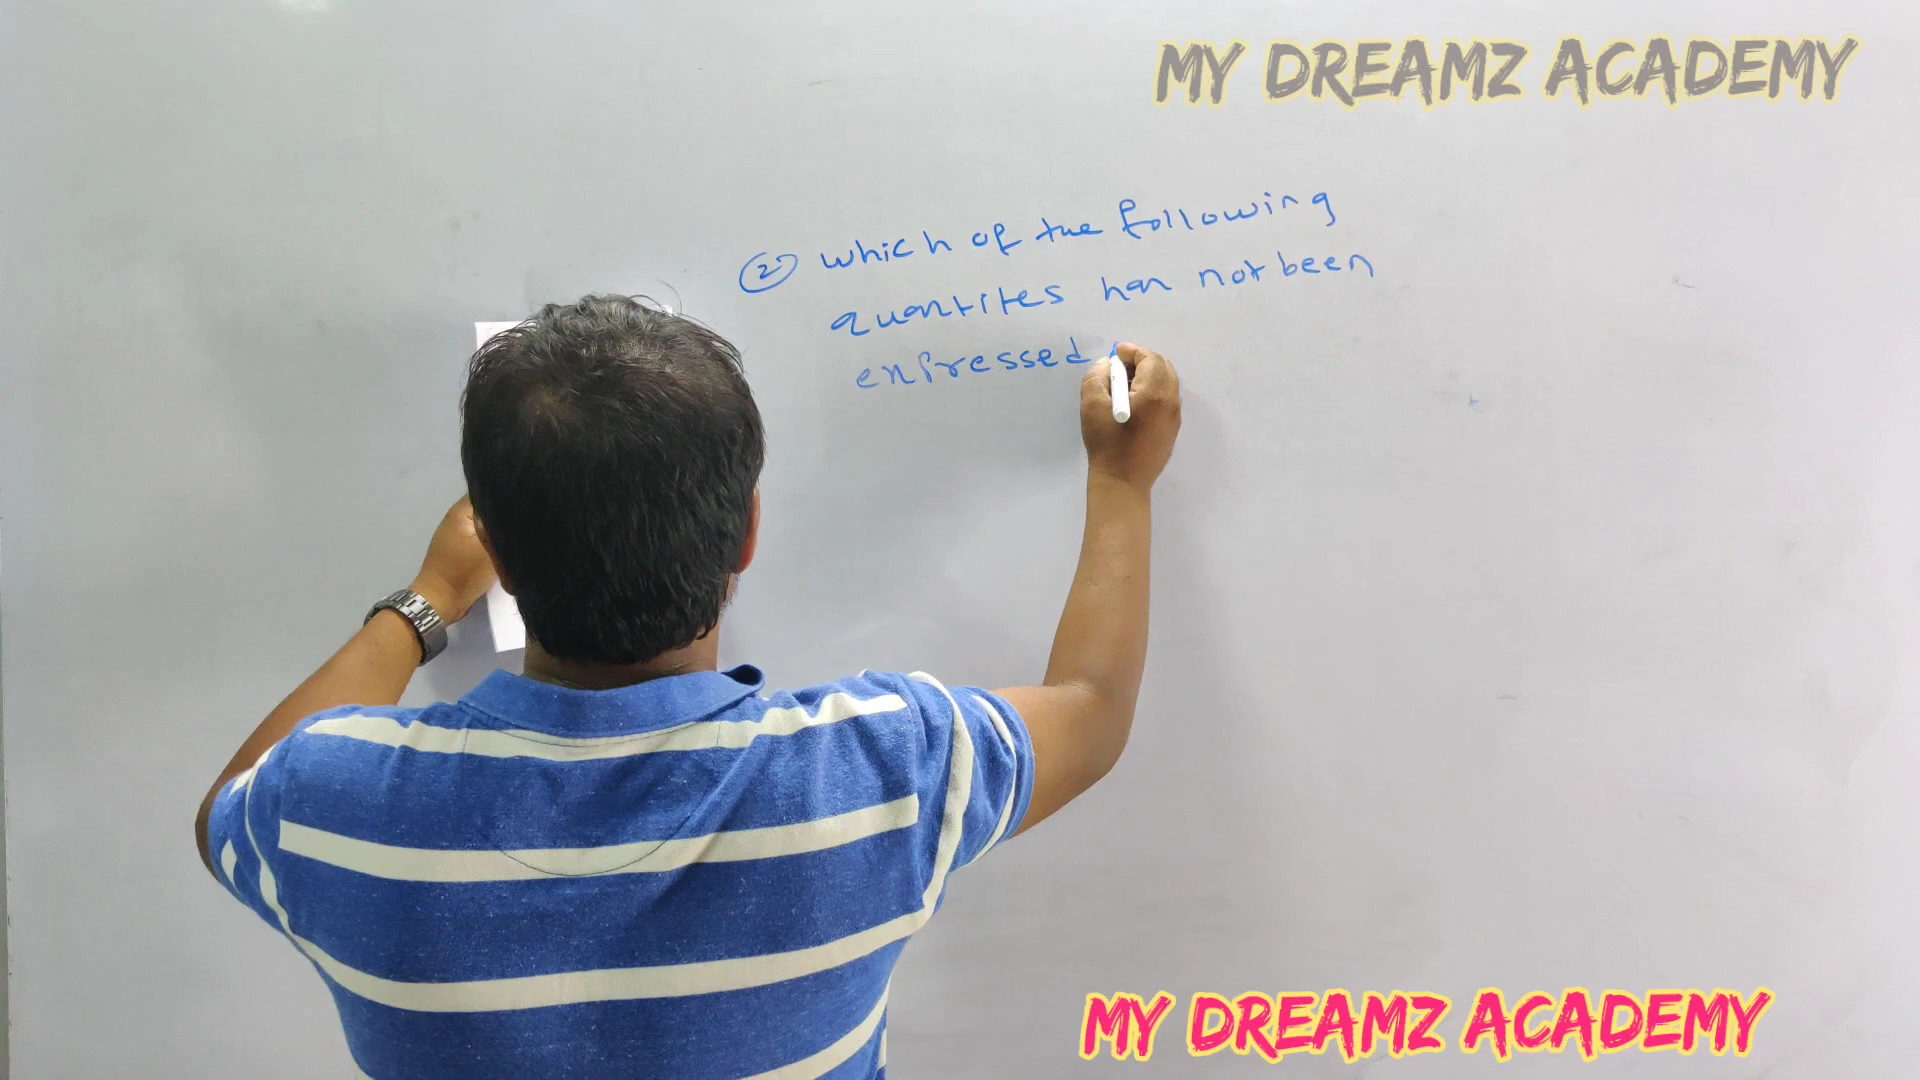 MY DREAMZ ACADEMY
② which of the following
quantites has not been
expressed
MY DREAMZ ACADEMY